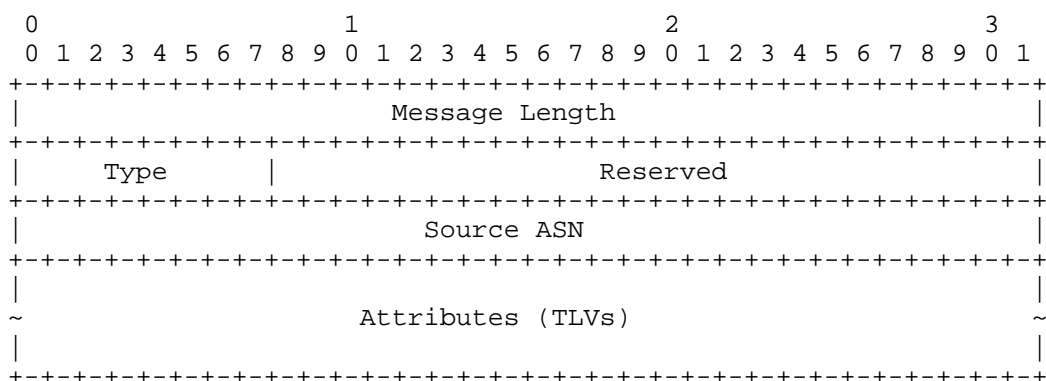 0                   1                   2                   3
 0 1 2 3 4 5 6 7 8 9 0 1 2 3 4 5 6 7 8 9 0 1 2 3 4 5 6 7 8 9 0 1
+-+-+-+-+-+-+-+-+-+-+-+-+-+-+-+-+-+-+-+-+-+-+-+-+-+-+-+-+-+-+-+-+
|                       Message Length                          |
+-+-+-+-+-+-+-+-+-+-+-+-+-+-+-+-+-+-+-+-+-+-+-+-+-+-+-+-+-+-+-+-+
|     Type      |                    Reserved                   |
+-+-+-+-+-+-+-+-+-+-+-+-+-+-+-+-+-+-+-+-+-+-+-+-+-+-+-+-+-+-+-+-+
|                         Source ASN                            |
+-+-+-+-+-+-+-+-+-+-+-+-+-+-+-+-+-+-+-+-+-+-+-+-+-+-+-+-+-+-+-+-+
|                                                               |
~                     Attributes (TLVs)                         ~
|                                                               |
+-+-+-+-+-+-+-+-+-+-+-+-+-+-+-+-+-+-+-+-+-+-+-+-+-+-+-+-+-+-+-+-+